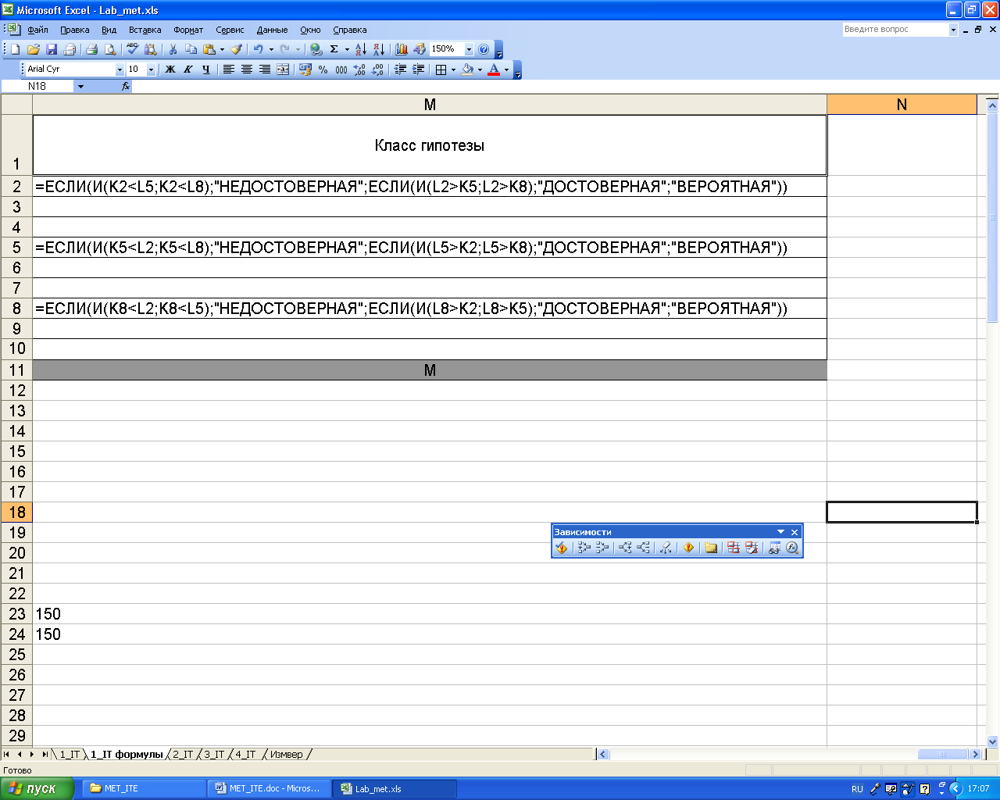 Microsoft Excel - Lab_met.xls
Файл Правка Вид Вставка Формат Сервис Данные Окно Справка Введите вопрос
150%
Arial Cyr 10 Ж К Ч % 000
N18 fx
M N
1 Класс гипотезы
2 =ЕСЛИ(И(K2<L5;K2<L8);"НЕДОСТОВЕРНАЯ";ЕСЛИ(И(L2>K5;L2>K8);"ДОСТОВЕРНАЯ";"ВЕРОЯТНАЯ"))
3
4
5 =ЕСЛИ(И(K5<L2;K5<L8);"НЕДОСТОВЕРНАЯ";ЕСЛИ(И(L5>K2;L5>K8);"ДОСТОВЕРНАЯ";"ВЕРОЯТНАЯ"))
6
7
8 =ЕСЛИ(И(K8<L2;K8<L5);"НЕДОСТОВЕРНАЯ";ЕСЛИ(И(L8>K2;L8>K5);"ДОСТОВЕРНАЯ";"ВЕРОЯТНАЯ"))
9
10
11 M
12
13
14
15
16
17
18
19
Зависимости
20
21
22
23 150
24 150
25
26
27
28
29
1_IT 1_IT формулы 2_IT 3_IT 4_IT Измвер
Готово
пуск MET_ITE MET_ITE.doc - Micros... Lab_met.xls RU 17:07